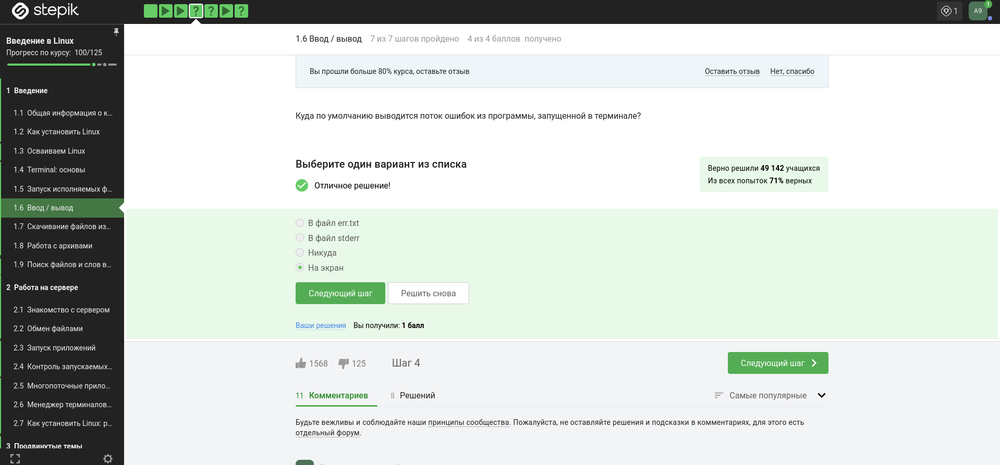 stepik
? ? ?
1
A9
1
Введение в Linux
Прогресс по курсу: 100/125
1 Введение
1.1 Общая информация о к...
1.2 Как установить Linux
1.3 Осваиваем Linux
1.4 Terminal: основы
1.5 Запуск исполняемых ф...
1.6 Ввод / вывод
1.7 Скачивание файлов из...
1.8 Работа с архивами
1.9 Поиск файлов и слов в...
2 Работа на сервере
2.1 Знакомство с сервером
2.2 Обмен файлами
2.3 Запуск приложений
2.4 Контроль запускаемых...
2.5 Многопоточные прило...
2.6 Менеджер терминалов...
2.7 Как установить Linux: р...
3 Продвинутые темы
1.6 Ввод / вывод 7 из 7 шагов пройдено 4 из 4 баллов получено
Вы прошли больше 80% курса, оставьте отзыв Оставить отзыв Нет, спасибо
Куда по умолчанию выводится поток ошибок из программы, запущенной в терминале?
Выберите один вариант из списка
Отличное решение!
Верно решили 49 142 учащихся
Из всех попыток 71% верных
В файл err.txt
В файл stderr
Никуда
На экран
Следующий шаг Решить снова
Ваши решения Вы получили: 1 балл
1568 125 Шаг 4 Следующий шаг
11 Комментариев 8 Решений Самые популярные
Будьте вежливы и соблюдайте наши принципы сообщества. Пожалуйста, не оставляйте решения и подсказки в комментариях, для этого есть
отдельный форум.